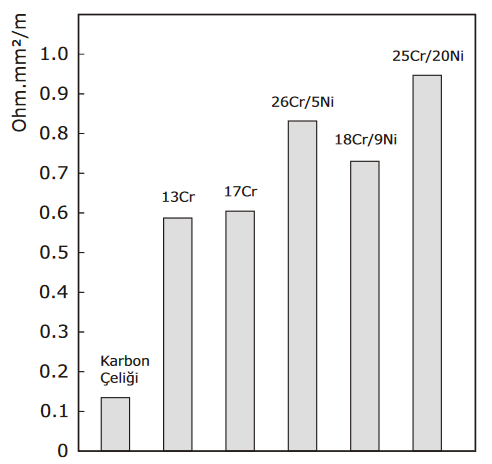 Ohm.mm²/m
1.0
0.9
0.8
0.7
0.6
0.5
0.4
0.3
0.2
0.1
0
Karbon
Çeliği
13Cr
17Cr
26Cr/5Ni
18Cr/9Ni
25Cr/20Ni